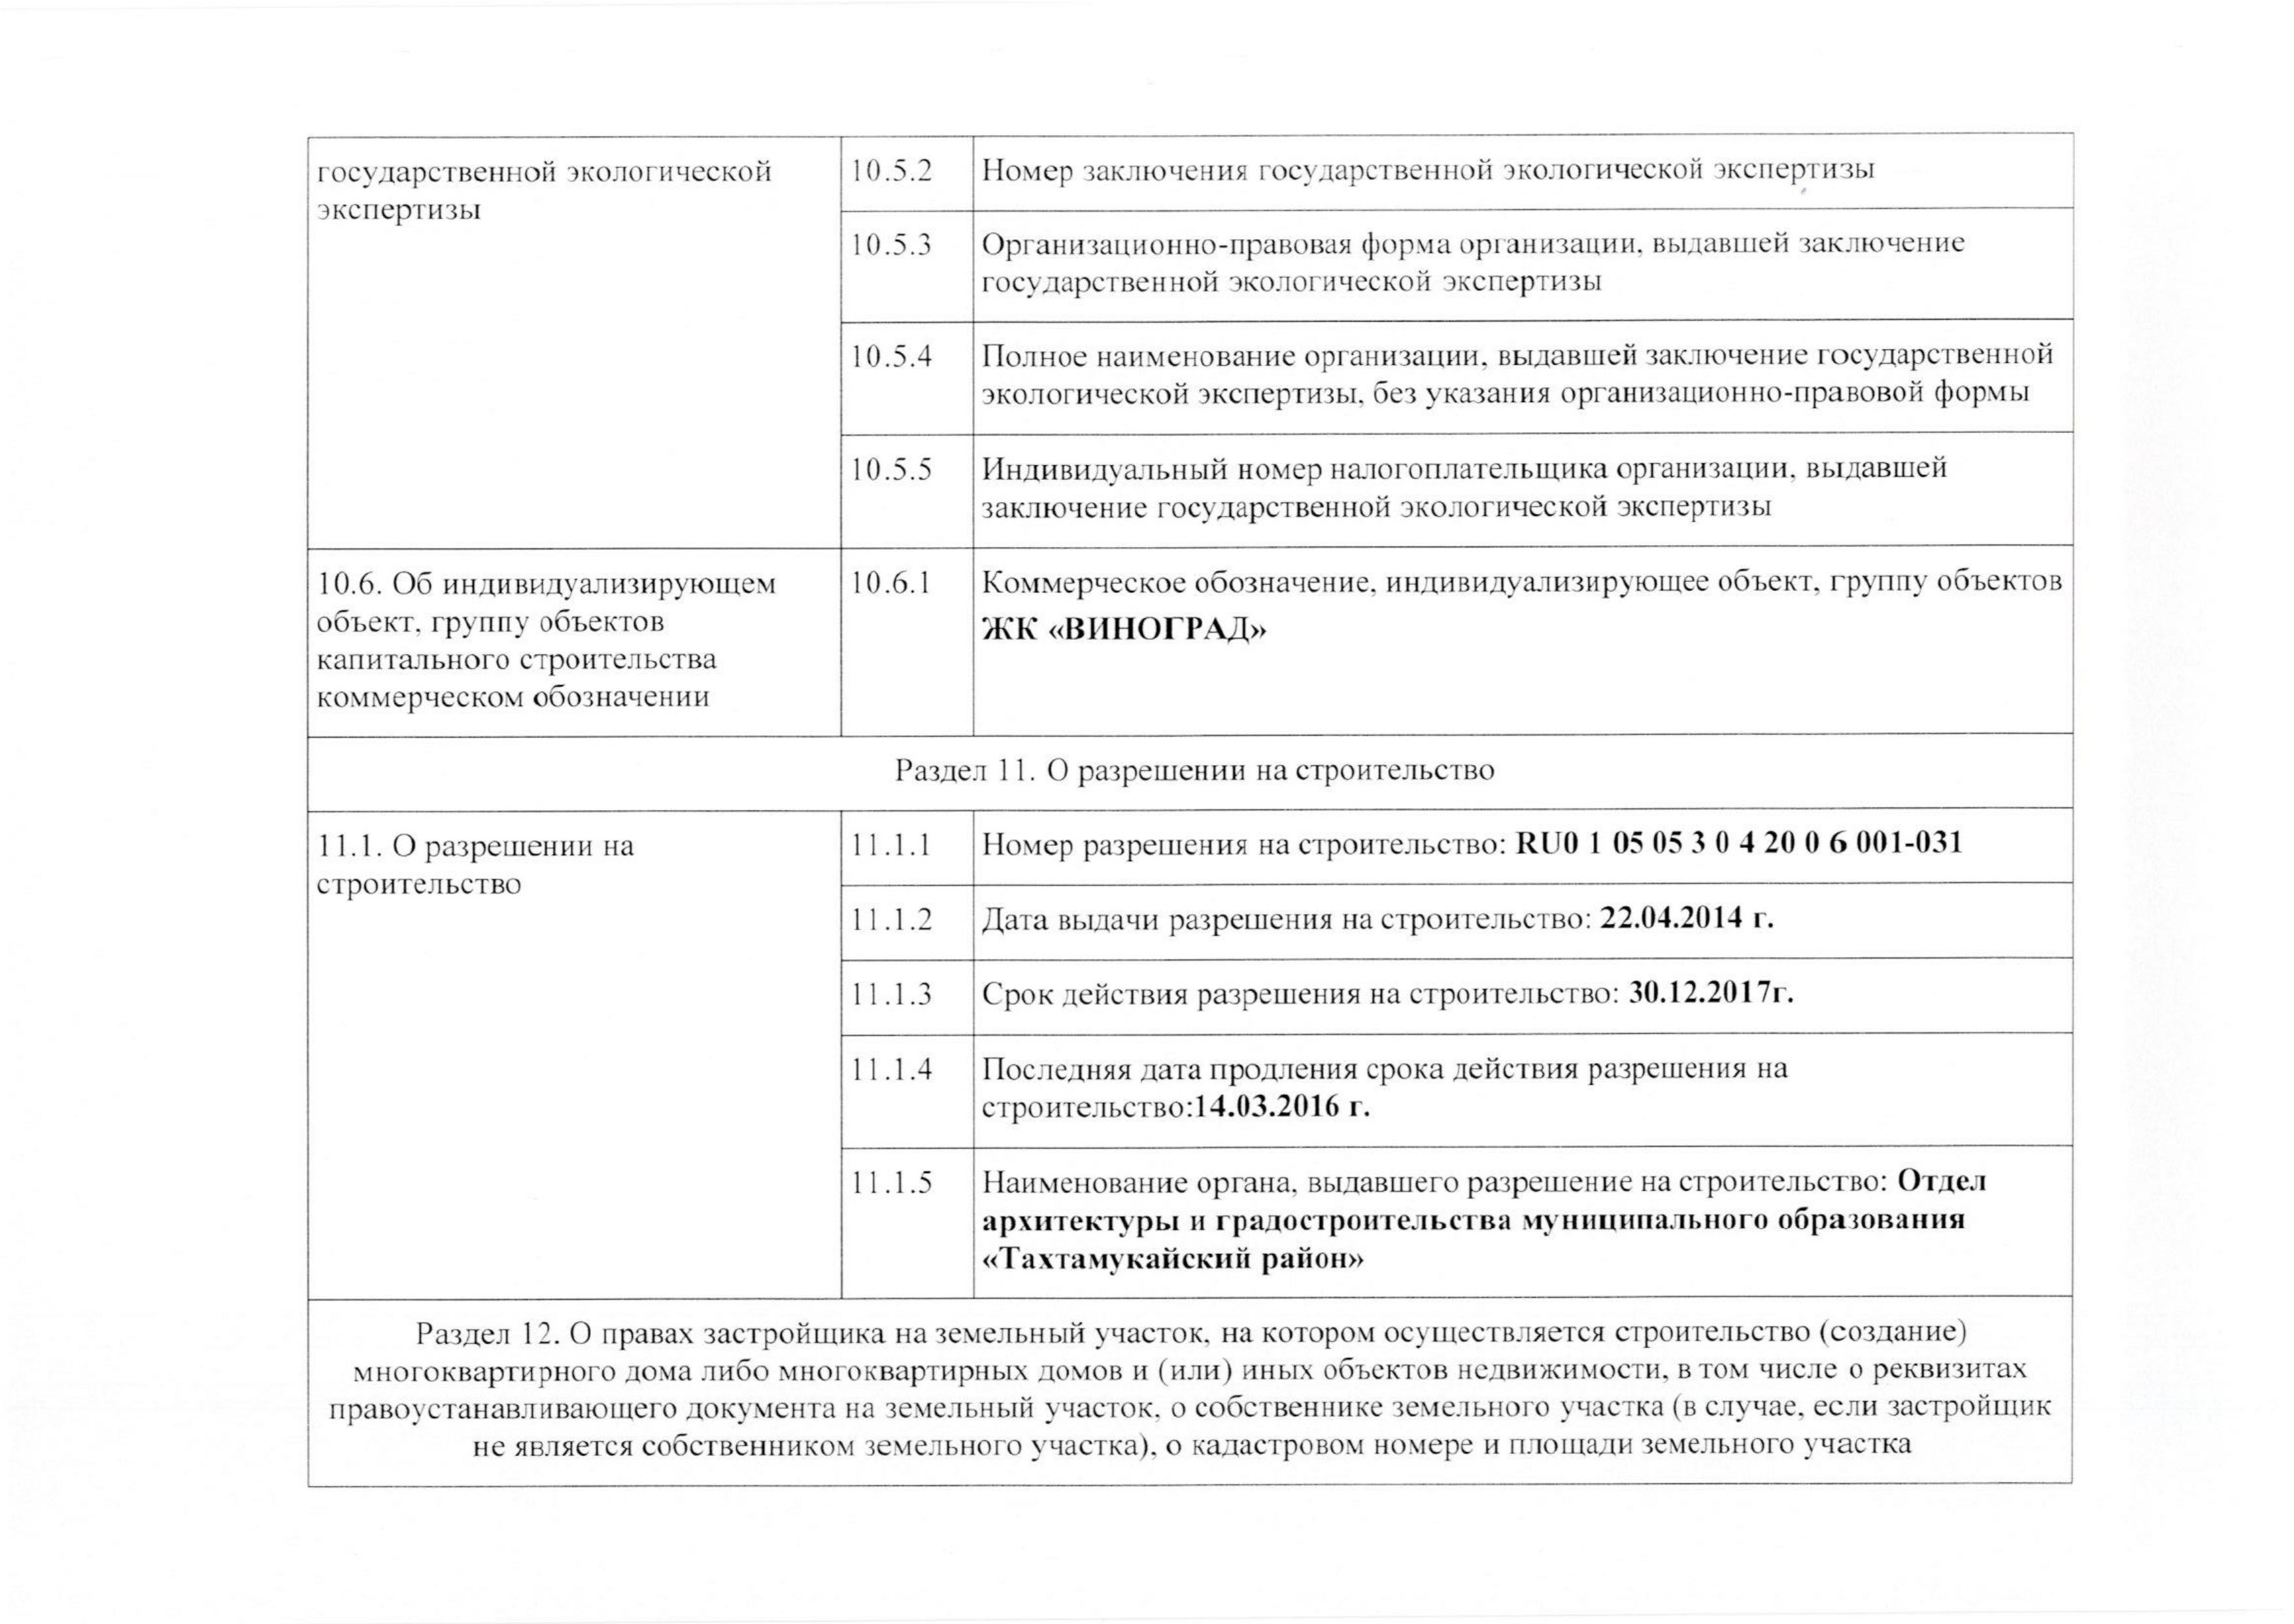 государственной экологической
экспертизы
10.5.2
Номер заключения государственной экологической экспертизы
10.5.3
Организационно-правовая форма организации, выдавшей заключение
государственной экологической экспертизы
10.5.4
Полное наименование организации, выдавшей заключение государственной
экологической экспертизы, без указания организационно-правовой формы
10.5.5
Индивидуальный номер налогоплательщика организации, выдавшей
заключение государственной экологической экспертизы
10.6. Об индивидуализирующем
объект, группу объектов
капитального строительства
коммерческом обозначении
10.6.1
Коммерческое обозначение, индивидуализирующее объект, группу объектов
ЖК «ВИНОГРАД»
Раздел 11. О разрешении на строительство
11.1. О разрешении на
строительство
11.1.1
Номер разрешения на строительство: RU0 1 05 05 3 0 4 20 0 6 001-031
11.1.2
Дата выдачи разрешения на строительство: 22.04.2014 г.
11.1.3
Срок действия разрешения на строительство: 30.12.2017г.
11.1.4
Последняя дата продления срока действия разрешения на
строительство:14.03.2016 г.
11.1.5
Наименование органа, выдавшего разрешение на строительство: Отдел
архитектуры и градостроительства муниципального образования
«Тахтамукайский район»
Раздел 12. О правах застройщика на земельный участок, на котором осуществляется строительство (создание)
многоквартирного дома либо многоквартирных домов и (или) иных объектов недвижимости, в том числе о реквизитах
правоустанавливающего документа на земельный участок, о собственнике земельного участка (в случае, если застройщик
не является собственником земельного участка), о кадастровом номере и площади земельного участка